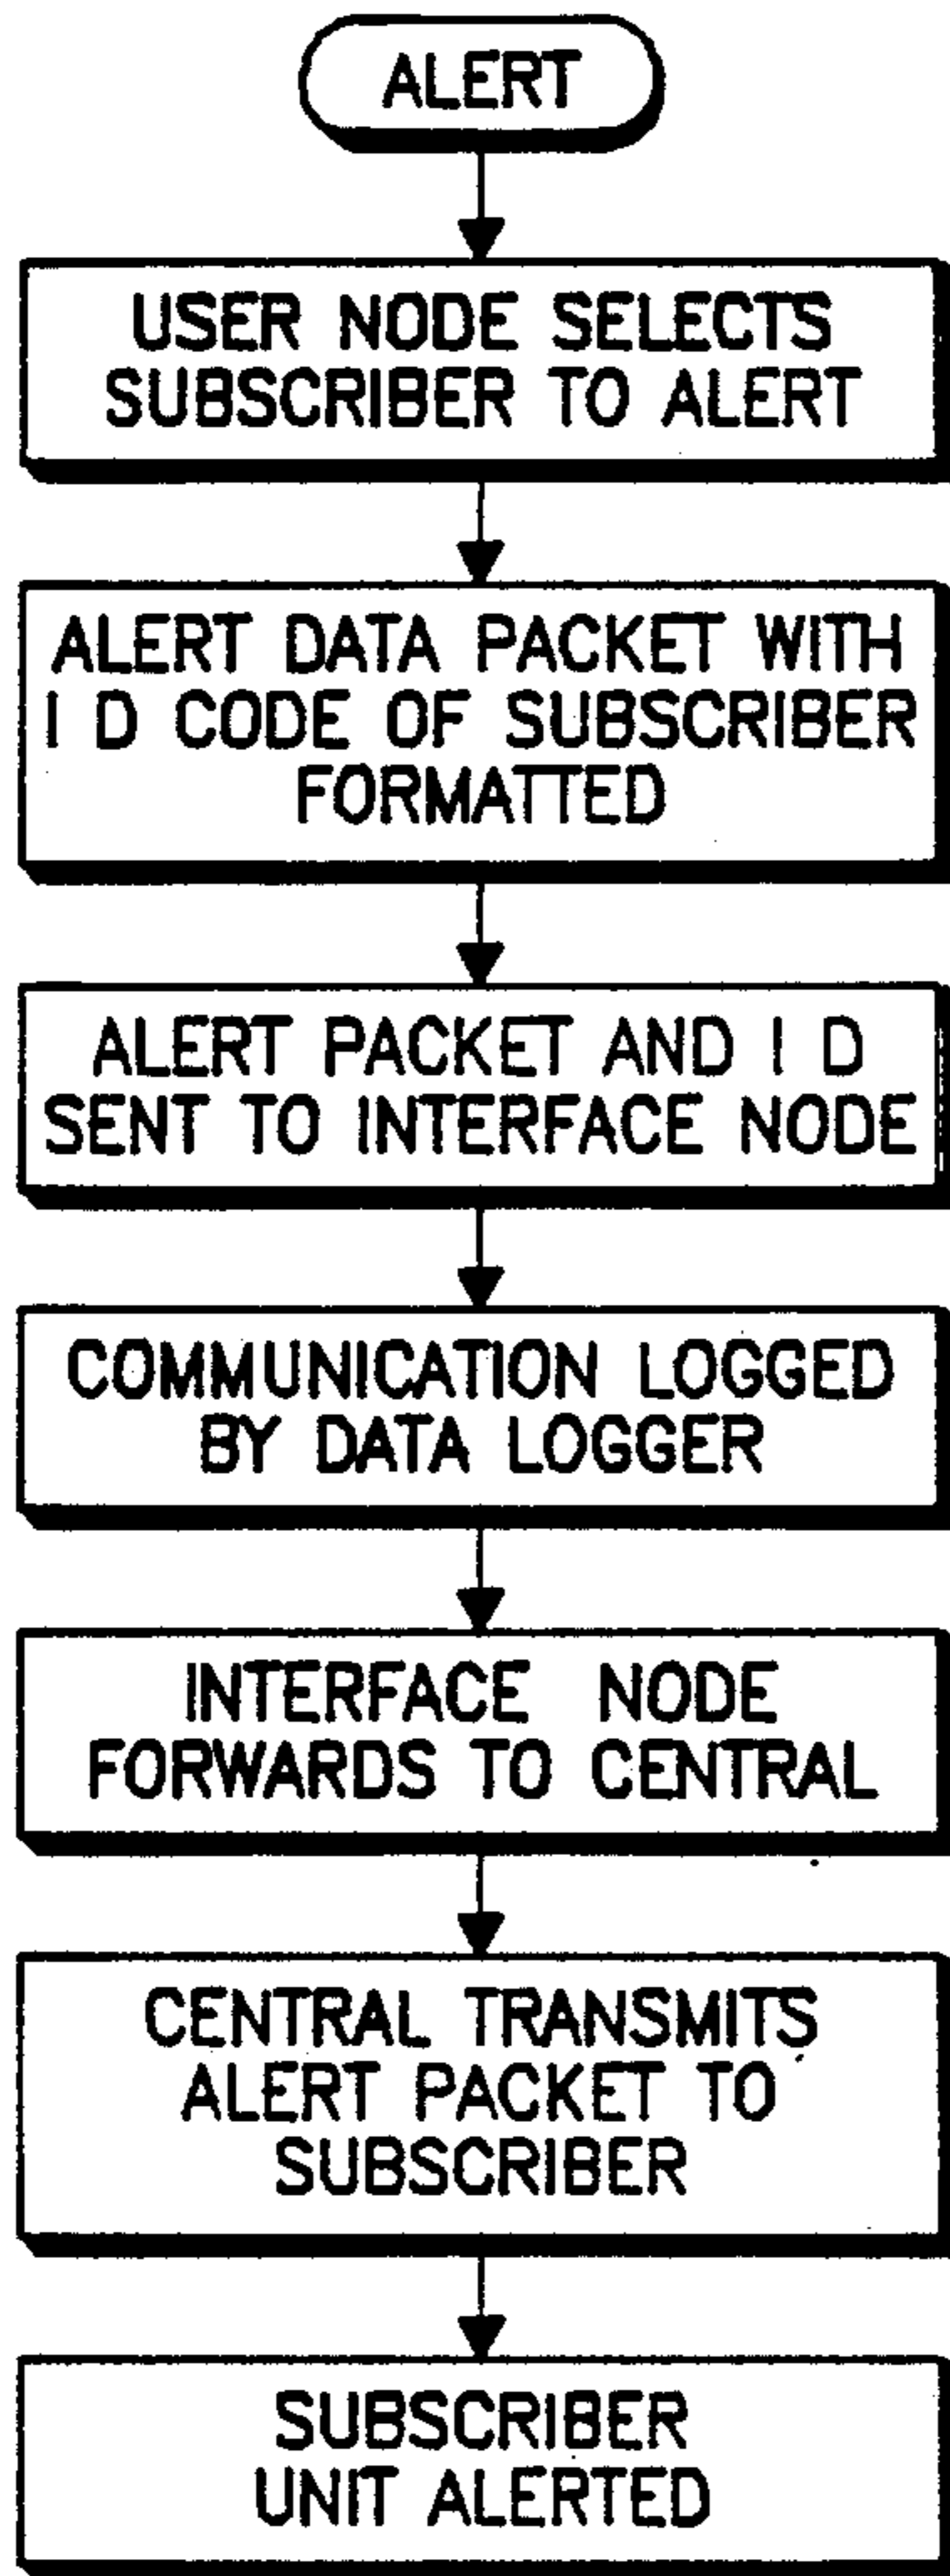 ALERT
USER NODE SELECTS
SUBSCRIBER TO ALERT
ALERT DATA PACKET WITH
I D CODE OF SUBSCRIBER
FORMATTED
ALERT PACKET AND I D
SENT TO INTERFACE NODE
COMMUNICATION LOGGED
BY DATA LOGGER
INTERFACE NODE
FORWARDS TO CENTRAL
CENTRAL TRANSMITS
ALERT PACKET TO
SUBSCRIBER
SUBSCRIBER
UNIT ALERTED